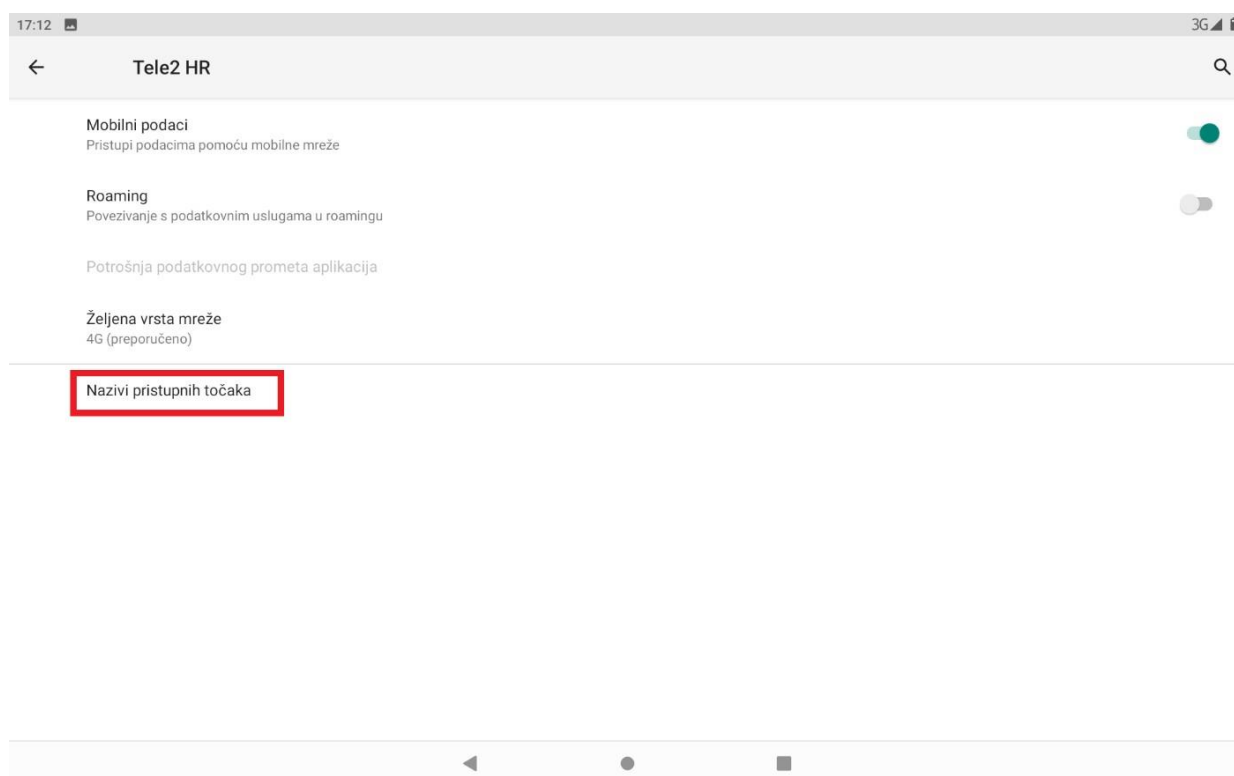 17:12
3G
Tele2 HR
Mobilni podaci
Pristupi podacima pomoću mobilne mreže
Roaming
Povezivanje s podatkovnim uslugama u roamingu
Potrošnja podatkovnog prometa aplikacija
Željena vrsta mreže
4G (preporučeno)
Nazivi pristupnih točaka